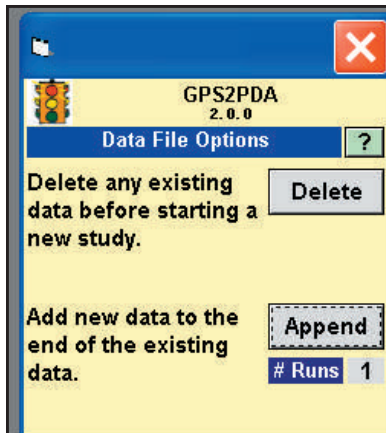 GPS2PDA
2.0.0
Data File Options ?
Delete any existing
data before starting a
new study.
Delete
Add new data to the
end of the existing
data.
Append
# Runs 1